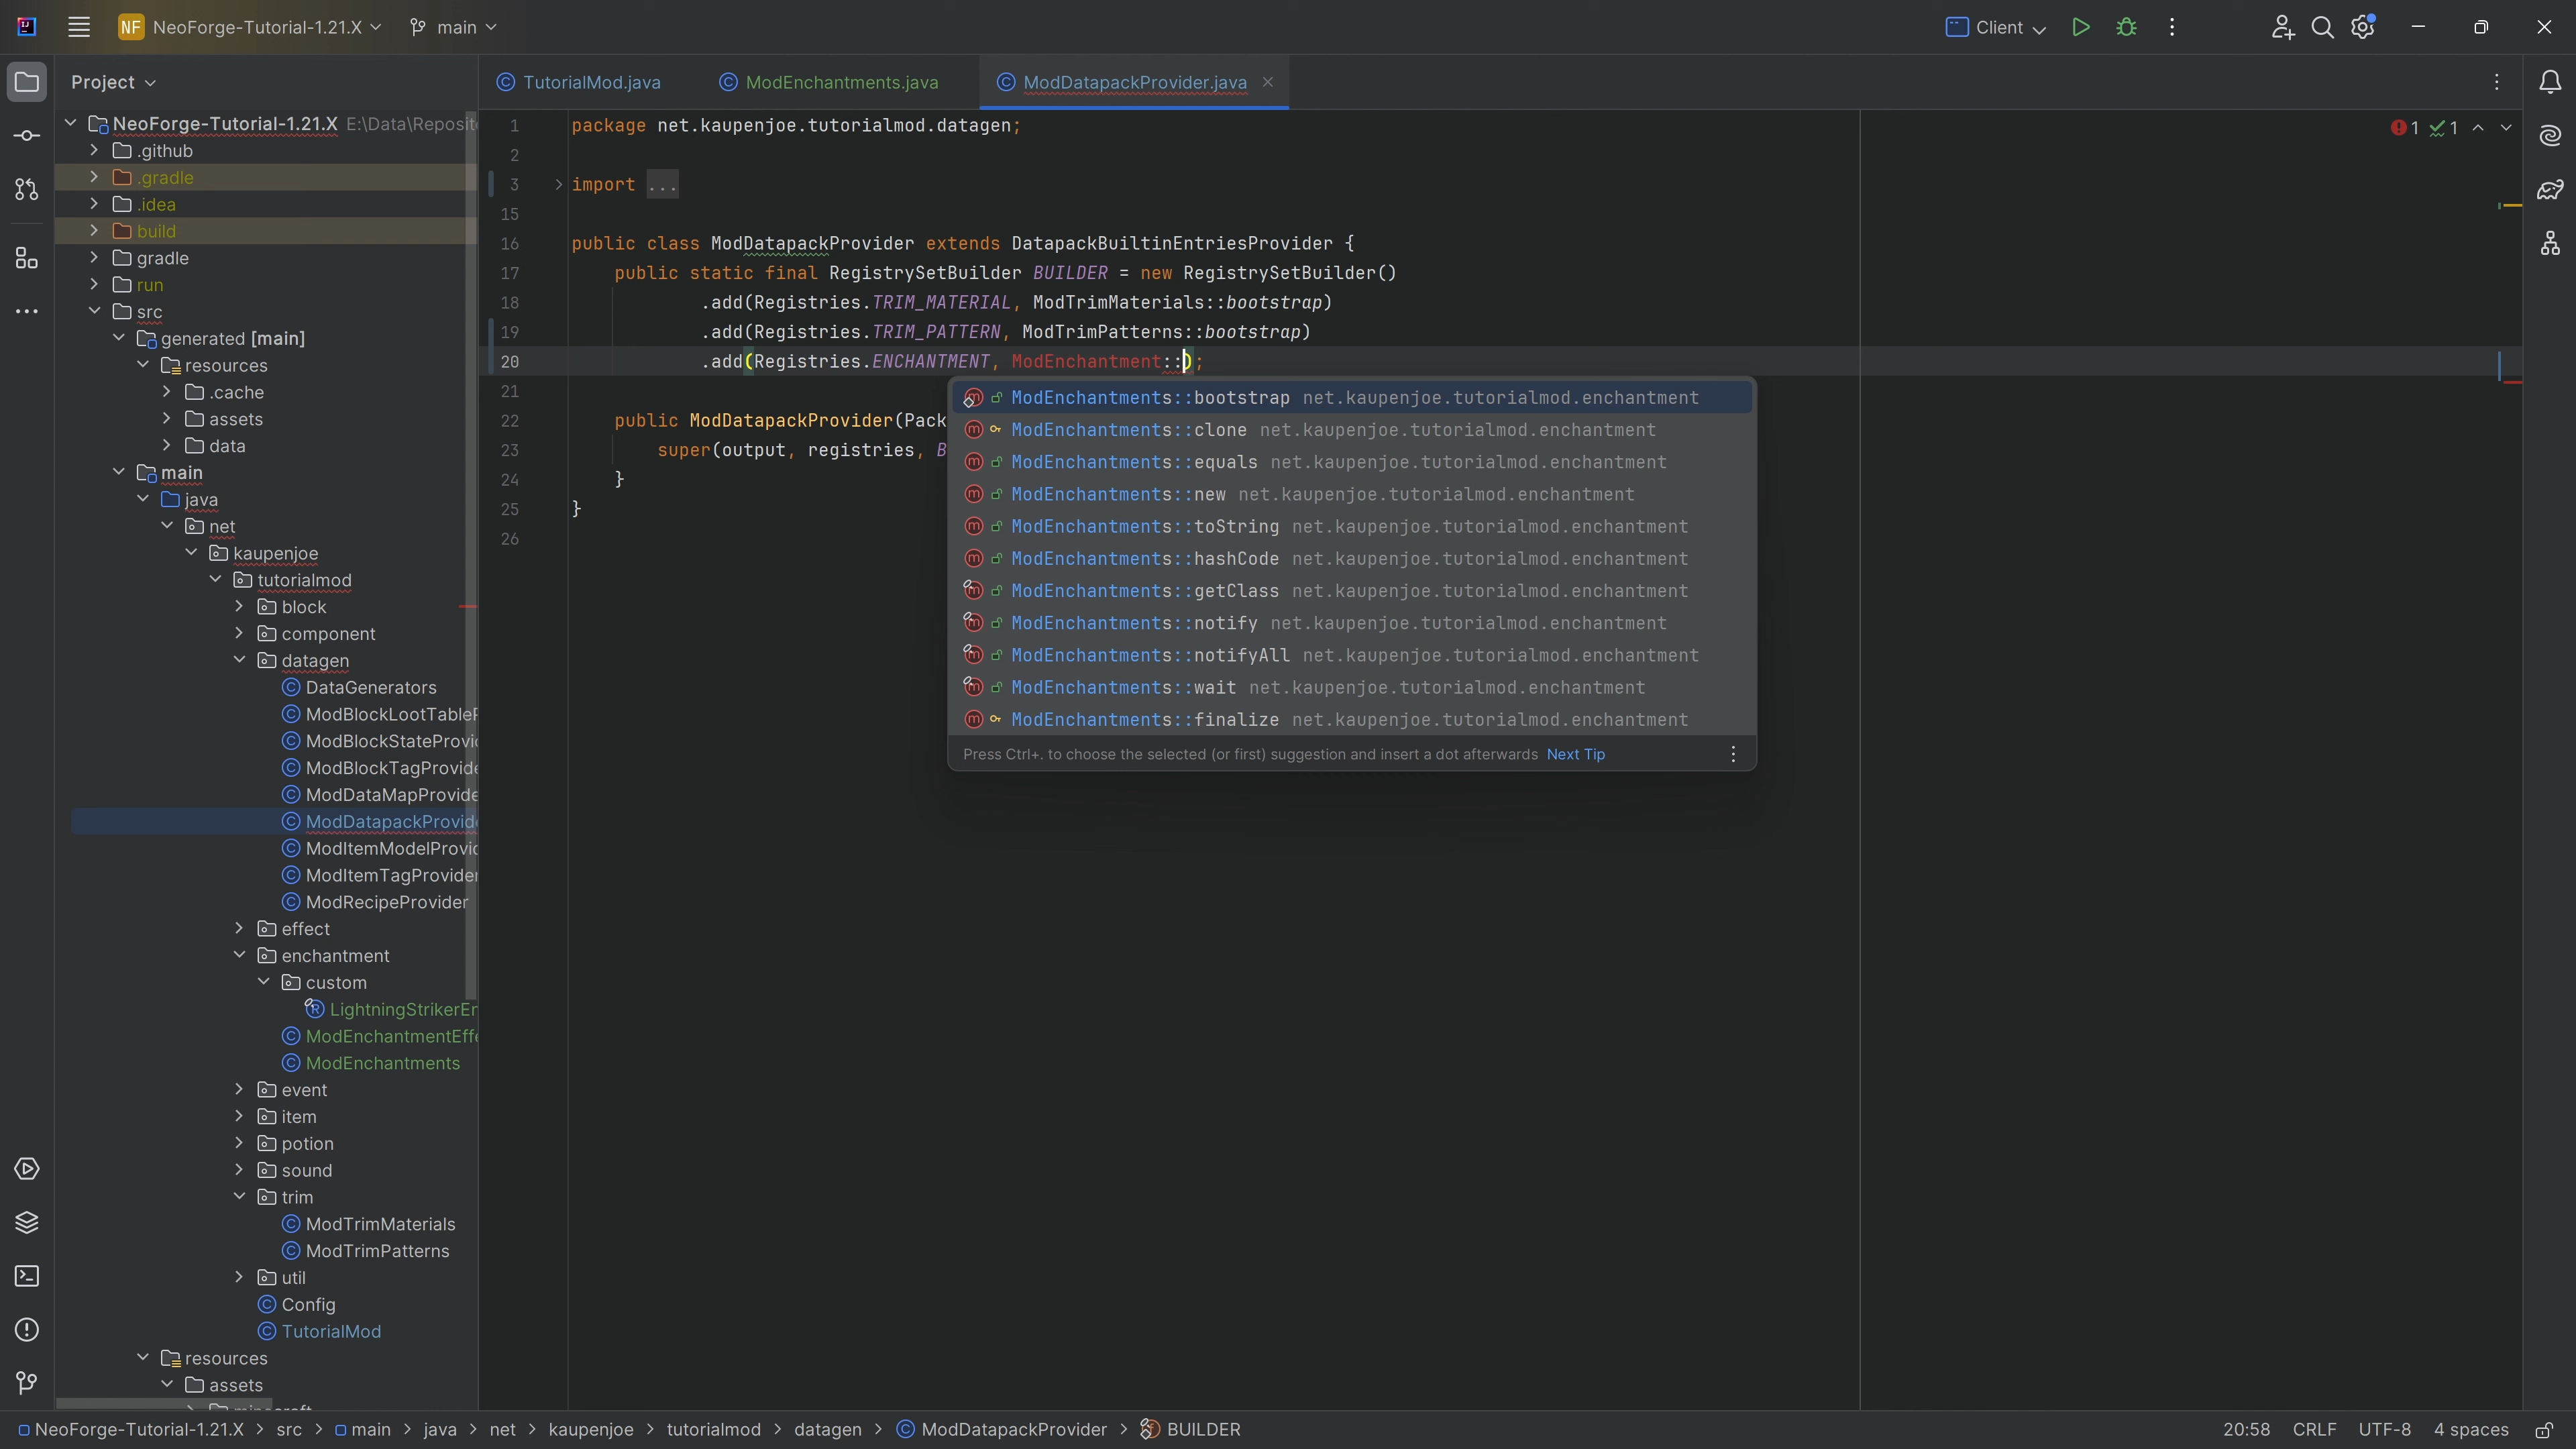 NF NeoForge-Tutorial-1.21.X main Client
Project
TutorialMod.java ModEnchantments.java ModDatapackProvider.java
NeoForge-Tutorial-1.21.X E:\Data\Reposit
.github
.gradle
.idea
build
gradle
run
src
generated [main]
resources
.cache
assets
data
main
java
net
kaupenjoe
tutorialmod
block
component
datagen
DataGenerators
ModBlockLootTableP
ModBlockStateProvi
ModBlockTagProvide
ModDataMapProvide
ModDatapackProvide
ModItemModelProvid
ModItemTagProvider
ModRecipeProvider
effect
enchantment
custom
LightningStrikerEn
ModEnchantmentEffe
ModEnchantments
event
item
potion
sound
trim
ModTrimMaterials
ModTrimPatterns
util
Config
TutorialMod
resources
assets
1 package net.kaupenjoe.tutorialmod.datagen;
2
3 import ...
15
16 public class ModDatapackProvider extends DatapackBuiltinEntriesProvider {
17 public static final RegistrySetBuilder BUILDER = new RegistrySetBuilder()
18 .add(Registries.TRIM_MATERIAL, ModTrimMaterials::bootstrap)
19 .add(Registries.TRIM_PATTERN, ModTrimPatterns::bootstrap)
20 .add(Registries.ENCHANTMENT, ModEnchantment::);
21
22 public ModDatapackProvider(Pack
23 super(output, registries, B
24 }
25 }
26
1 1
ModEnchantments::bootstrap net.kaupenjoe.tutorialmod.enchantment
ModEnchantments::clone net.kaupenjoe.tutorialmod.enchantment
ModEnchantments::equals net.kaupenjoe.tutorialmod.enchantment
ModEnchantments::new net.kaupenjoe.tutorialmod.enchantment
ModEnchantments::toString net.kaupenjoe.tutorialmod.enchantment
ModEnchantments::hashCode net.kaupenjoe.tutorialmod.enchantment
ModEnchantments::getClass net.kaupenjoe.tutorialmod.enchantment
ModEnchantments::notify net.kaupenjoe.tutorialmod.enchantment
ModEnchantments::notifyAll net.kaupenjoe.tutorialmod.enchantment
ModEnchantments::wait net.kaupenjoe.tutorialmod.enchantment
ModEnchantments::finalize net.kaupenjoe.tutorialmod.enchantment
Press Ctrl+. to choose the selected (or first) suggestion and insert a dot afterwards Next Tip
NeoForge-Tutorial-1.21.X > src > main > java > net > kaupenjoe > tutorialmod > datagen > ModDatapackProvider > BUILDER
20:58 CRLF UTF-8 4 spaces